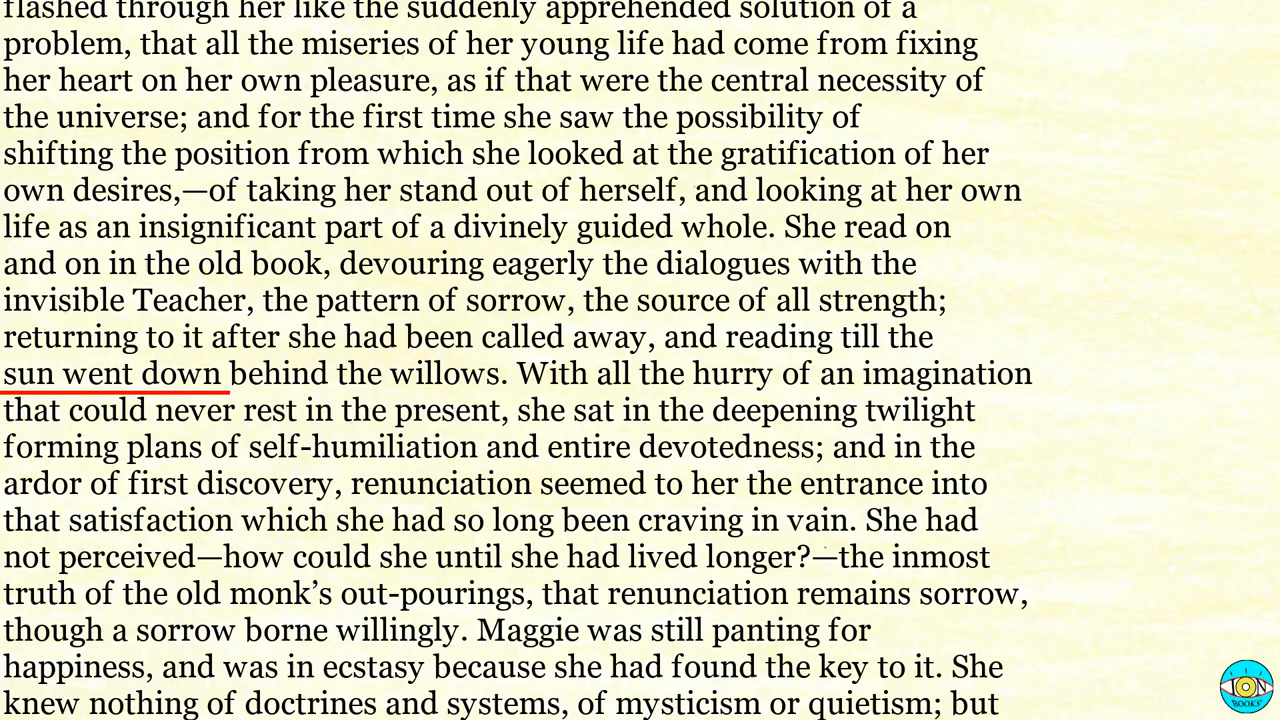 flashed through her like the suddenly apprehended solution of a
problem, that all the miseries of her young life had come from fixing
her heart on her own pleasure, as if that were the central necessity of
the universe; and for the first time she saw the possibility of
shifting the position from which she looked at the gratification of her
own desires,—of taking her stand out of herself, and looking at her own
life as an insignificant part of a divinely guided whole. She read on
and on in the old book, devouring eagerly the dialogues with the
invisible Teacher, the pattern of sorrow, the source of all strength;
returning to it after she had been called away, and reading till the
sun went down behind the willows. With all the hurry of an imagination
that could never rest in the present, she sat in the deepening twilight
forming plans of self-humiliation and entire devotedness; and in the
ardor of first discovery, renunciation seemed to her the entrance into
that satisfaction which she had so long been craving in vain. She had
not perceived—how could she until she had lived longer?—the inmost
truth of the old monk’s out-pourings, that renunciation remains sorrow,
though a sorrow borne willingly. Maggie was still panting for
happiness, and was in ecstasy because she had found the key to it. She
knew nothing of doctrines and systems, of mysticism or quietism; but
ION
BOOKS